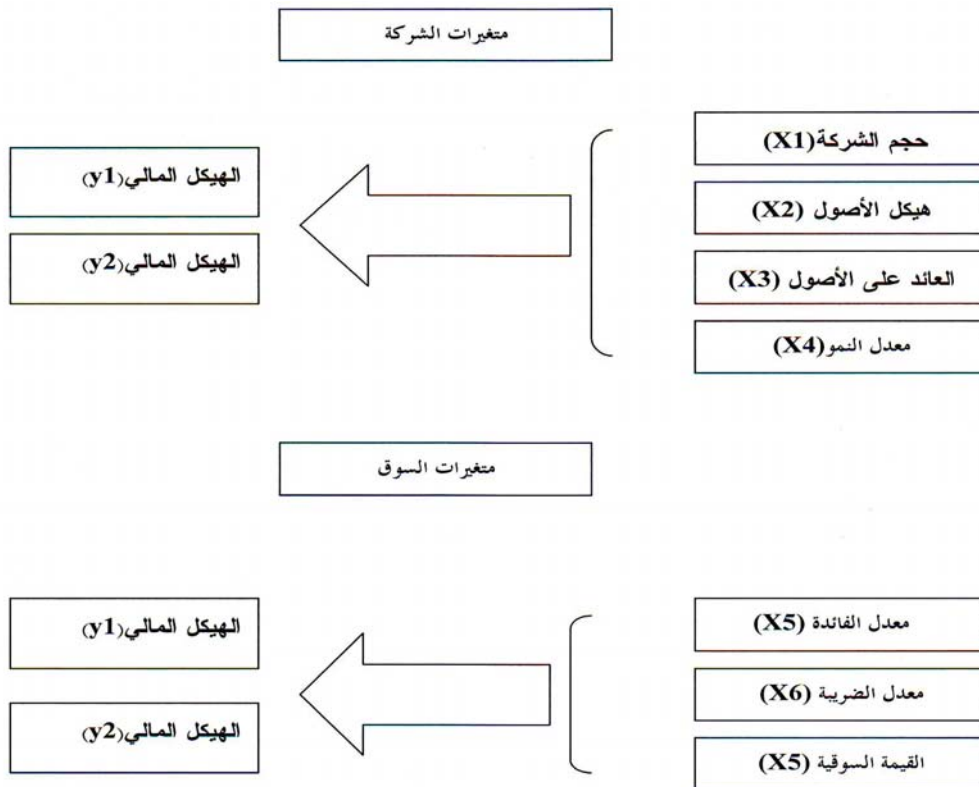 متغيرات الشركة
حجم الشركة(X1)
هيكل الأصول (X2)
العائد على الأصول (X3)
معدل النمو(X4)
الهيكل المالي(y1)
الهيكل المالي(y2)
متغيرات السوق
معدل الفائدة (X5)
معدل الضريبة (X6)
القيمة السوقية (X5)
الهيكل المالي(y1)
الهيكل المالي(y2)